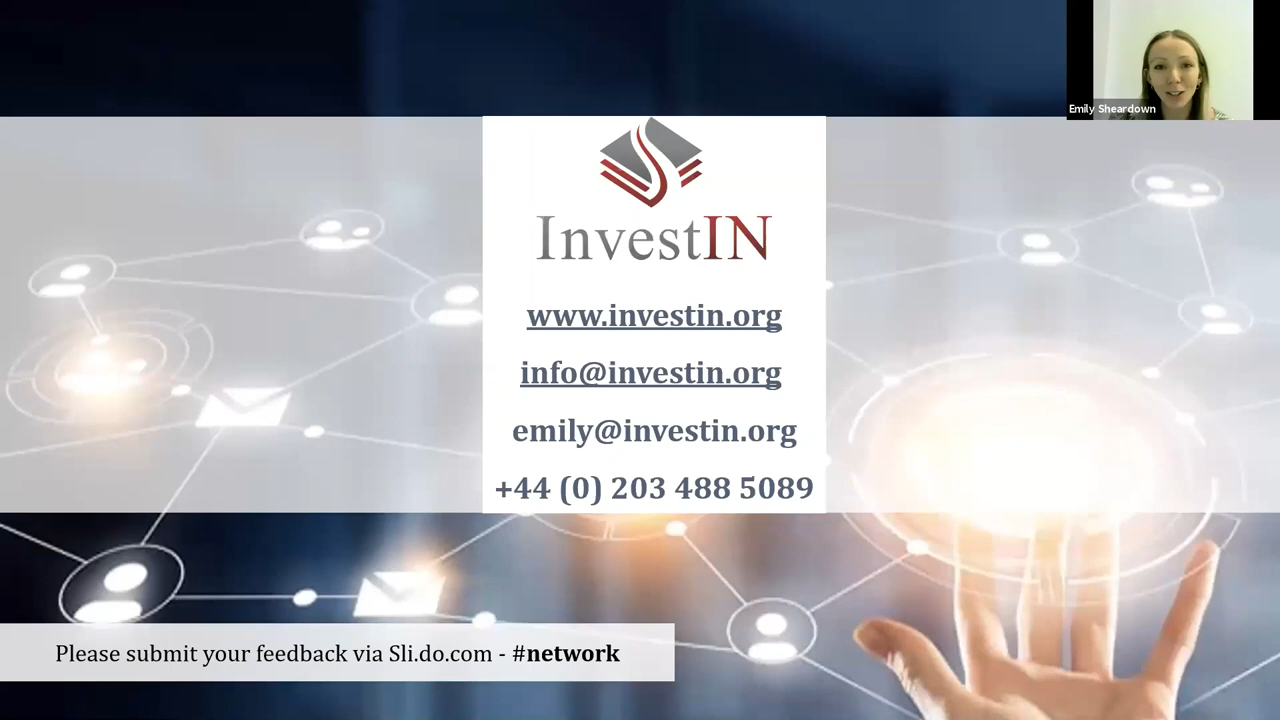 Emily Sheardown
InvestIN
www.investin.org
info@investin.org
emily@investin.org
+44 (0) 203 488 5089
Please submit your feedback via Sli.do.com - #network